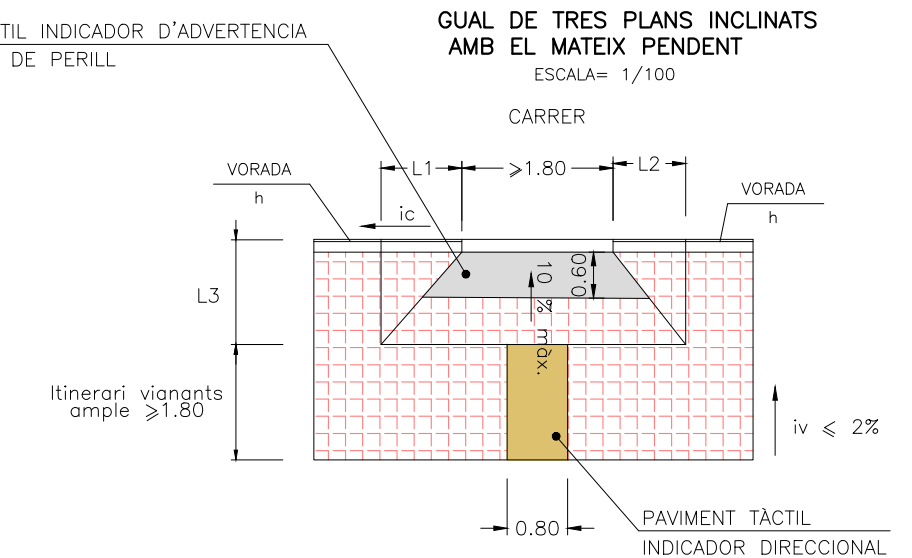 TIL INDICADOR D'ADVERTENCIA
DE PERILL
GUAL DE TRES PLANS INCLINATS
AMB EL MATEIX PENDENT
ESCALA= 1/100
CARRER
L1
≥1.80
L2
VORADA
h
VORADA
h
ic
L3
0.60
10 % màx.
Itinerari vianants
ample ≥1.80
iv ≤ 2%
0.80
PAVIMENT TÀCTIL
INDICADOR DIRECCIONAL